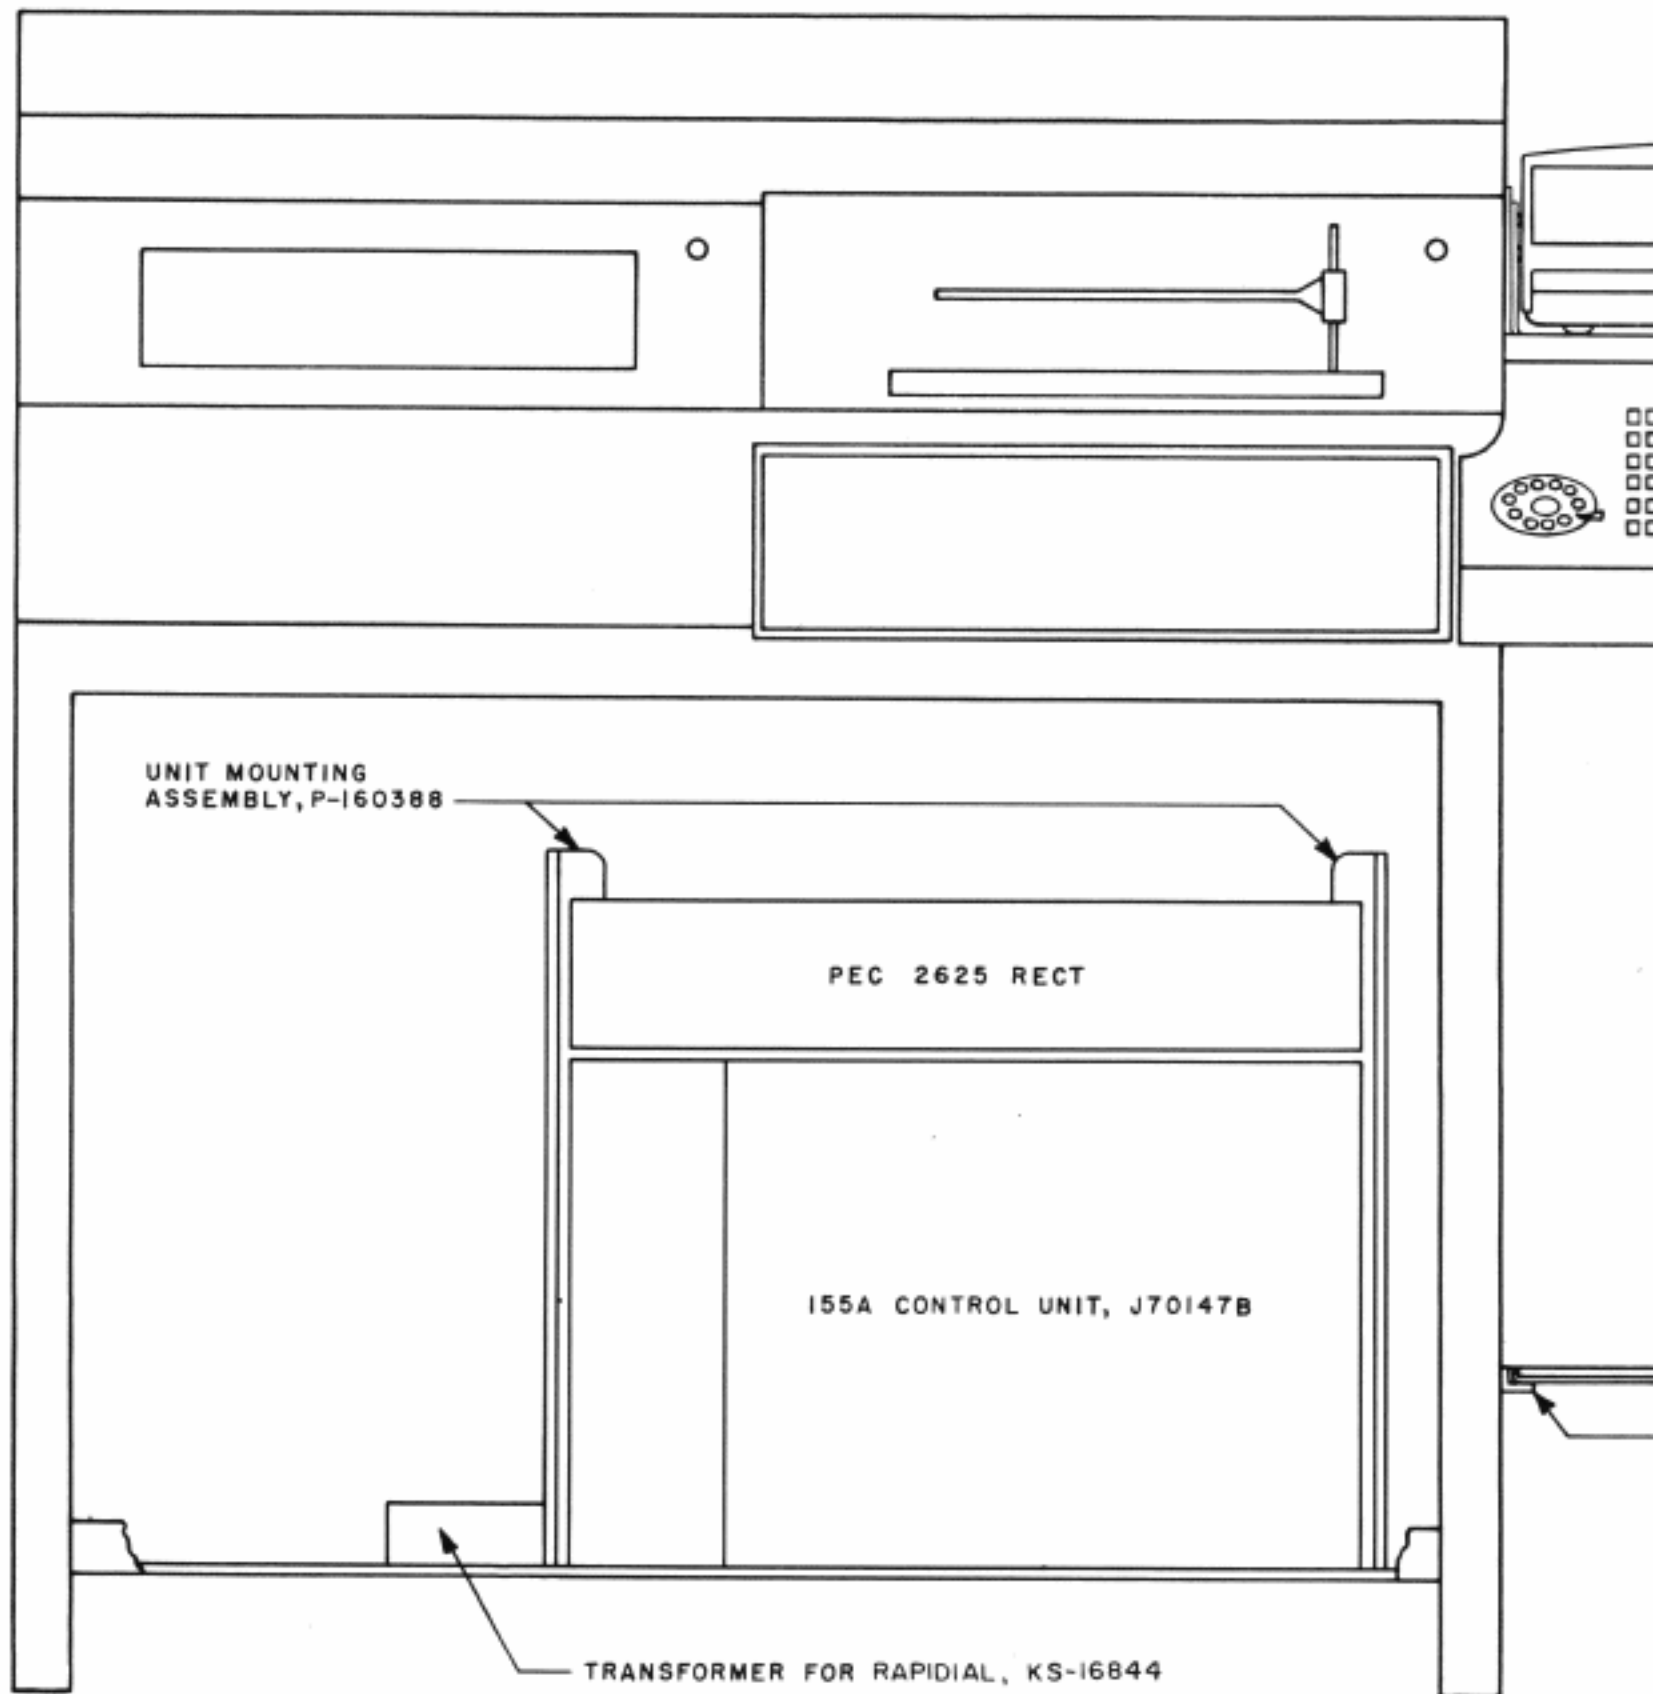 UNIT MOUNTING
ASSEMBLY, P-160388
PEC 2625 RECT
155A CONTROL UNIT, J70147B
TRANSFORMER FOR RAPIDIAL, KS-16844